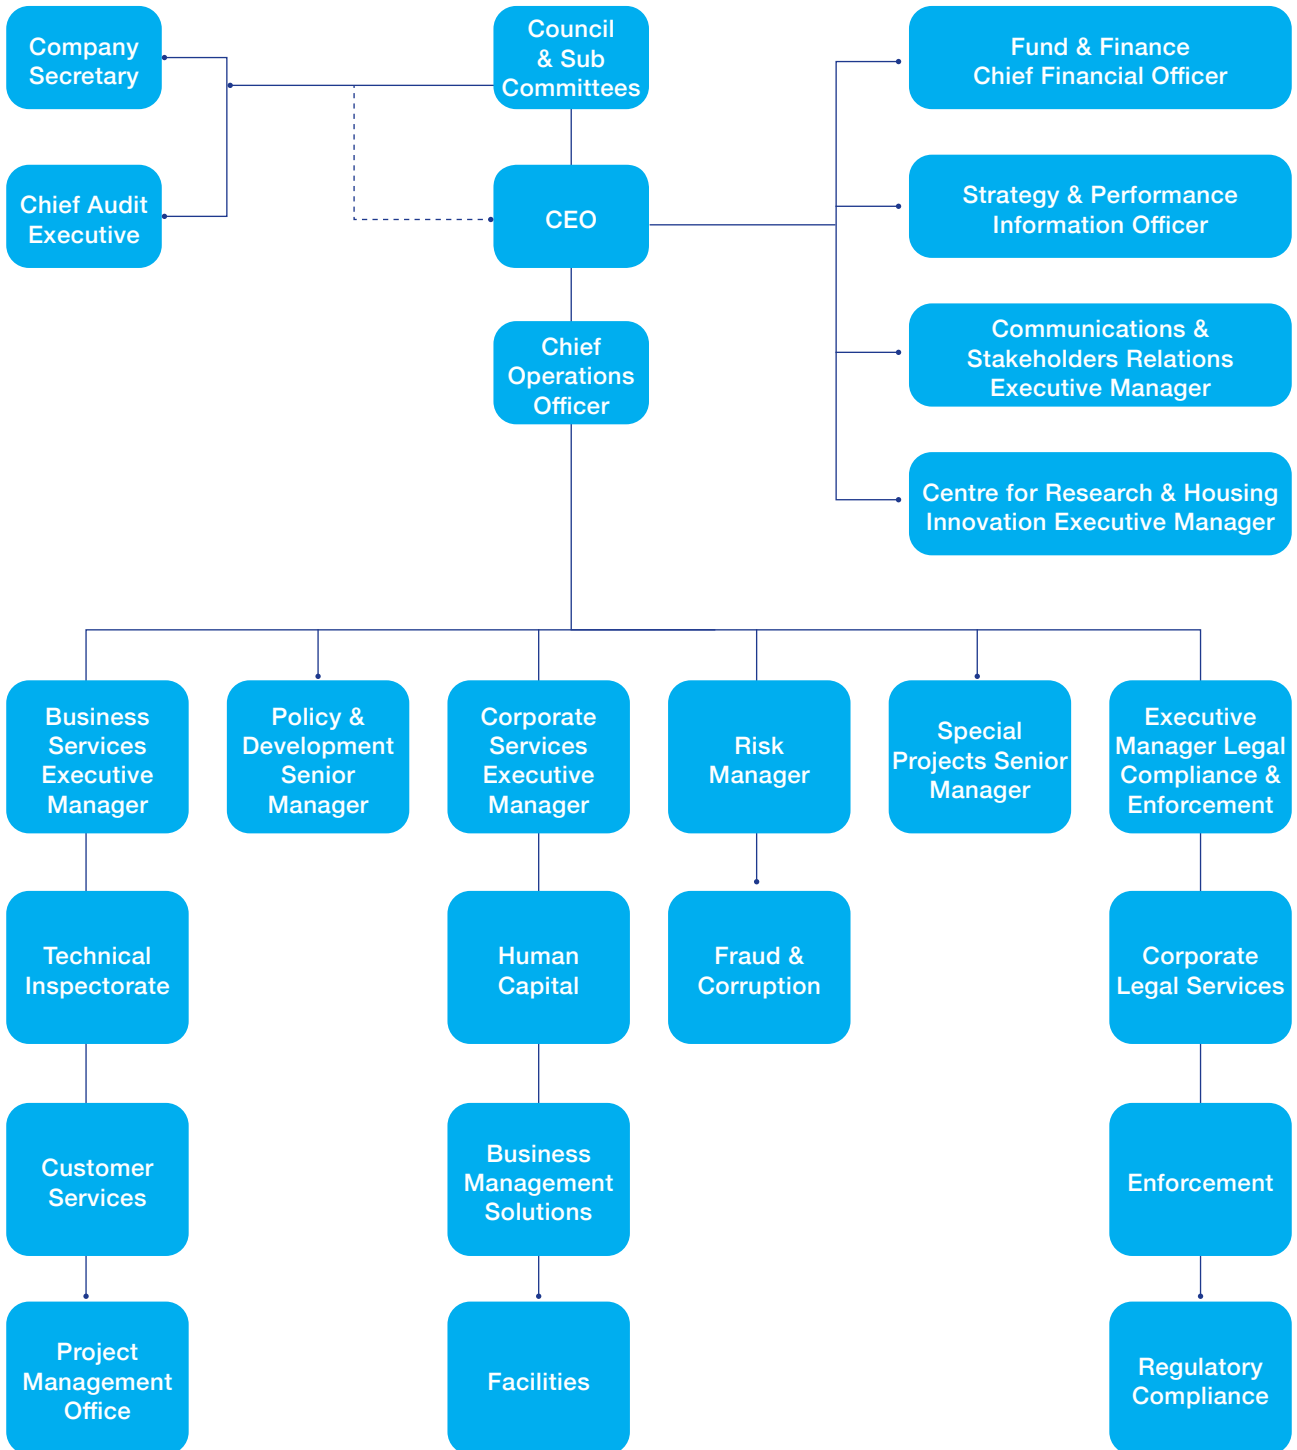 Company
Secretary
Council
& Sub
Committees
Fund & Finance
Chief Financial Officer
Chief Audit
Executive
CEO
Strategy & Performance
Information Officer
Chief
Operations
Officer
Communications &
Stakeholders Relations
Executive Manager
Centre for Research & Housing
Innovation Executive Manager
Business
Services
Executive
Manager
Policy &
Development
Senior
Manager
Corporate
Services
Executive
Manager
Risk
Manager
Special
Projects Senior
Manager
Executive
Manager Legal
Compliance &
Enforcement
Technical
Inspectorate
Human
Capital
Fraud &
Corruption
Corporate
Legal Services
Customer
Services
Business
Management
Solutions
Enforcement
Project
Management
Office
Facilities
Regulatory
Compliance